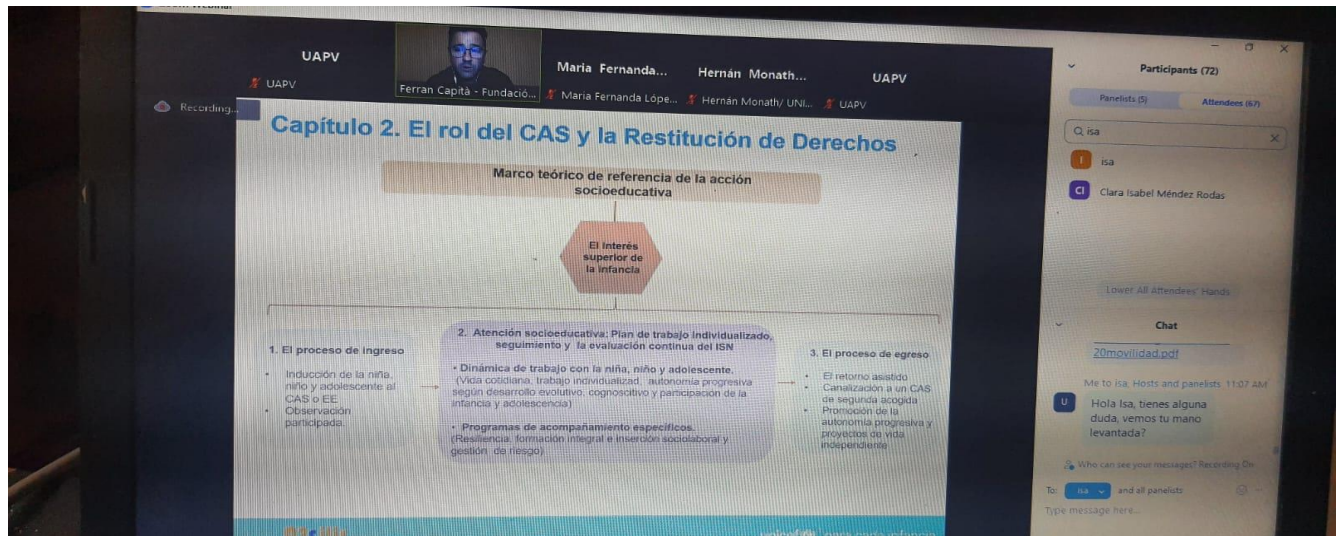 UAPV
UAPV
Ferran Capità - Fundació...
Maria Fernanda...
Maria Fernanda Lópe...
Hernán Monath...
Hernán Monath/ UNI...
UAPV
UAPV
Recording...
Capítulo 2. El rol del CAS y la Restitución de Derechos
Marco teórico de referencia de la acción
socioeducativa
El Interés
superior de
la infancia
1. El proceso de ingreso
• Inducción de la niña,
niño y adolescente al
CAS o EE
• Observación
participada.
2. Atención socioeducativa: Plan de trabajo individualizado,
seguimiento y la evaluación continua del ISN
• Dinámica de trabajo con la niña, niño y adolescente.
(Vida cotidiana, trabajo individualizado, autonomía progresiva
según desarrollo evolutivo, cognoscitivo y participación de la
infancia y adolescencia)
• Programas de acompañamiento específicos.
(Resiliencia, formación integral e inserción sociolaboral y
gestión de riesgo)
3. El proceso de egreso
• El retorno asistido
• Canalización a un CAS
de segunda acogida
• Promoción de la
autonomía progresiva y
proyectos de vida
independiente
Participants (72)
Panelists (5)
Attendees (67)
isa
I
isa
CI
Clara Isabel Méndez Rodas
Lower All Attendees' Hands
Chat
20movilidad.pdf
Me to isa, Hosts and panelists 11:07 AM
U
Hola Isa, tienes alguna
duda, vemos tu mano
levantada?
Who can see your messages? Recording On
To: isa and all panelists
Type message here...